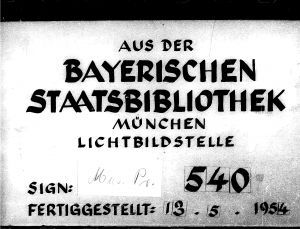 AUS DER
BAYERISCHEN
STAATSBIBLIOTHEK
MÜNCHEN
LICHTBILDSTELLE
SIGN: Mus. Pr. 540
FERTIGGESTELLT: 13. 5. 1954